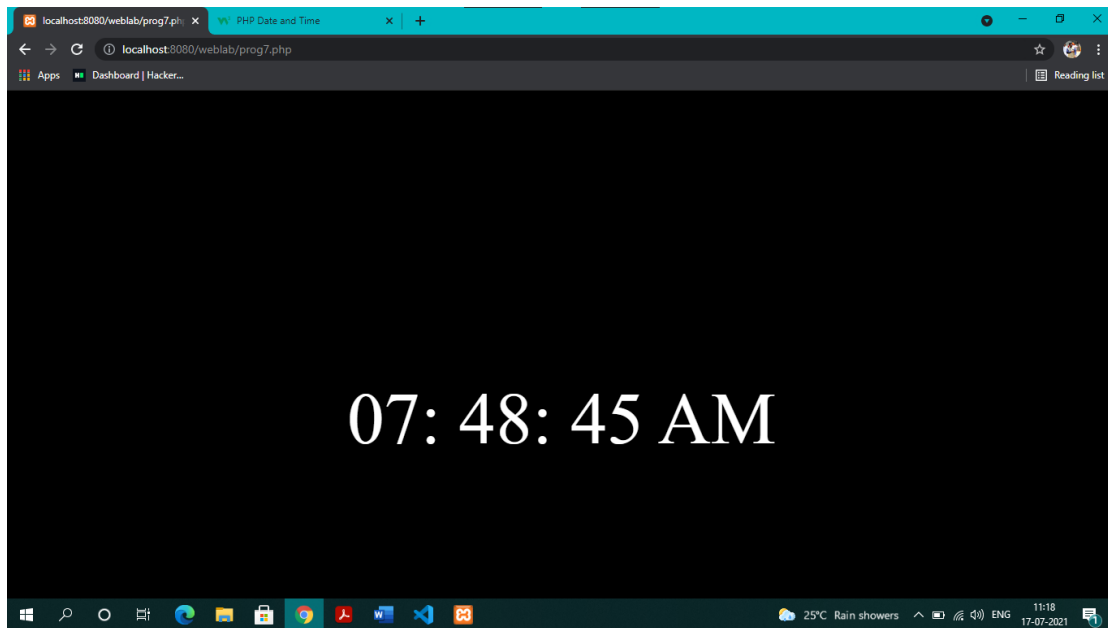 localhost:8080/weblab/prog7.ph
PHP Date and Time
localhost:8080/weblab/prog7.php
Apps
Dashboard | Hacker...
Reading list
07: 48: 45 AM
25°C Rain showers
ENG
11:18
17-07-2021